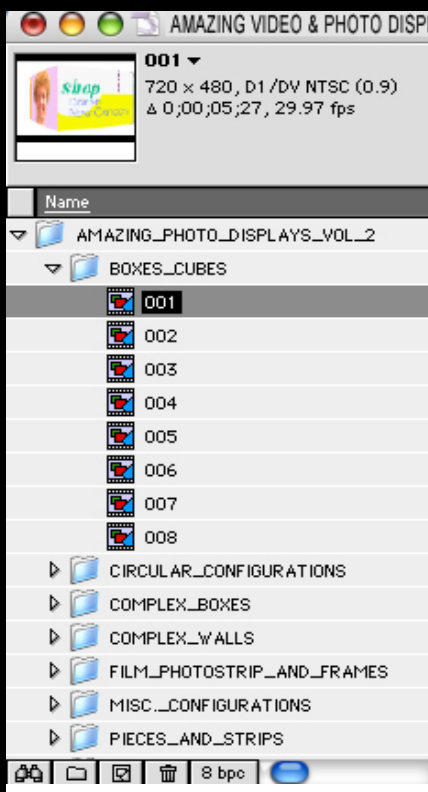 AMAZING VIDEO & PHOTO DISP
001
720 x 480, D1/DV NTSC (0.9)
Δ 0;00;05;27, 29.97 fps
shop
Name
AMAZING_PHOTO_DISPLAYS_VOL_2
BOXES_CUBES
001
002
003
004
005
006
007
008
CIRCULAR_CONFIGURATIONS
COMPLEX_BOXES
COMPLEX_WALLS
FILM_PHOTOSTRIP_AND_FRAMES
MISC._CONFIGURATIONS
PIECES_AND_STRIPS
8 bpc